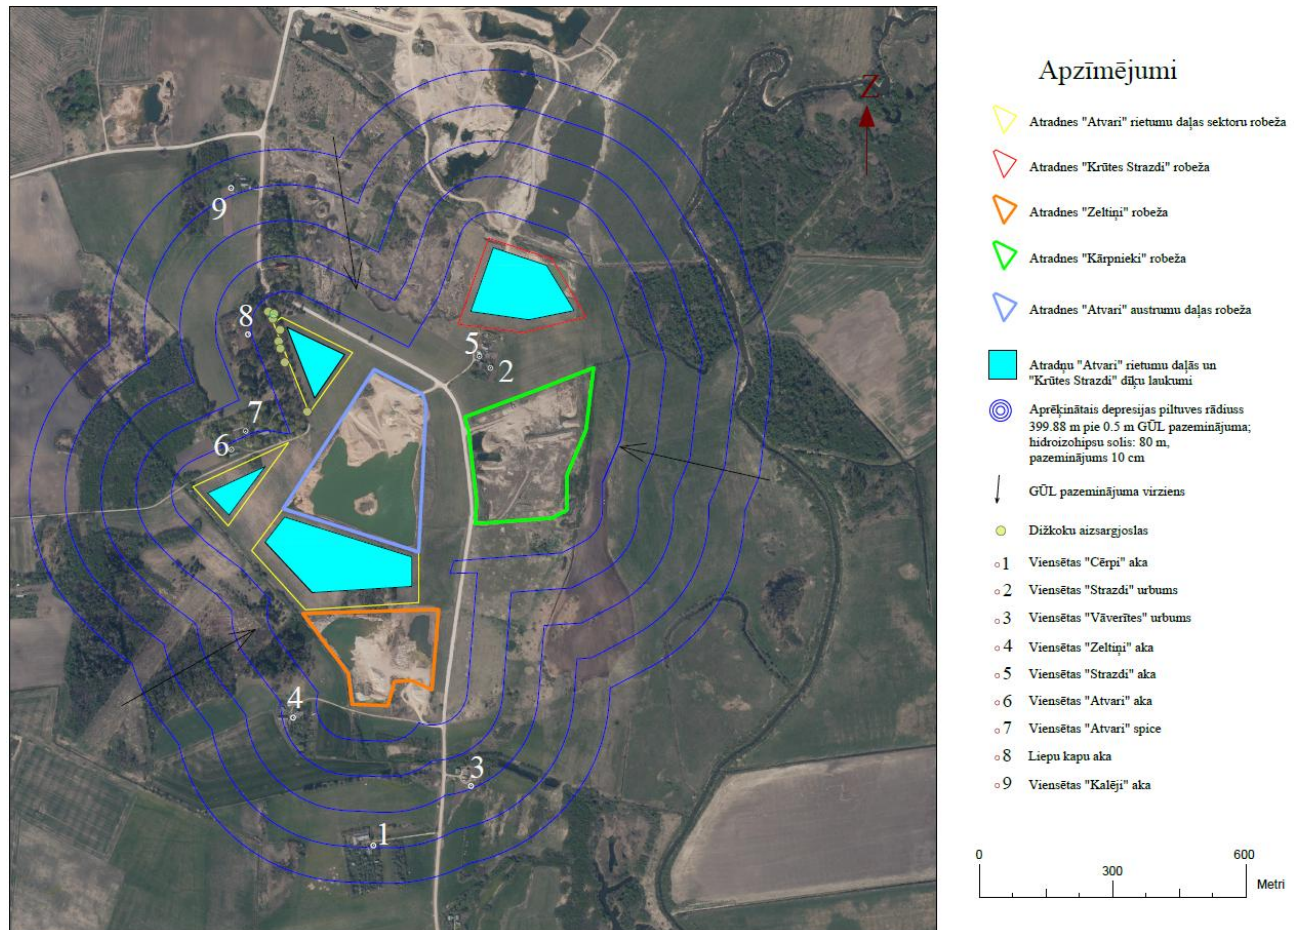 Z
9
8
5
2
7
6
4
3
1
Apzīmējumi
Atradnes "Atvari" rietumu daļas sektoru robeža
Atradnes "Krūtes Strazdi" robeža
Atradnes "Zeltiņi" robeža
Atradnes "Kārpnieki" robeža
Atradnes "Atvari" austrumu daļas robeža
Atradņu "Atvari" rietumu daļās un
"Krūtes Strazdi" dīķu laukumi
Aprēķinātais depresijas piltuves rādiuss
399.88 m pie 0.5 m GŪL pazeminājuma;
hidroizohipsu solis: 80 m,
pazeminājums 10 cm
GŪL pazeminājuma virziens
Dižkoku aizsargjoslas
1 Viensētas "Cērpi" aka
2 Viensētas "Strazdi" urbums
3 Viensētas "Vāverītes" urbums
4 Viensētas "Zeltiņi" aka
5 Viensētas "Strazdi" aka
6 Viensētas "Atvari" aka
7 Viensētas "Atvari" spice
8 Liepu kapu aka
9 Viensētas "Kalēji" aka
0 300 600
Metri